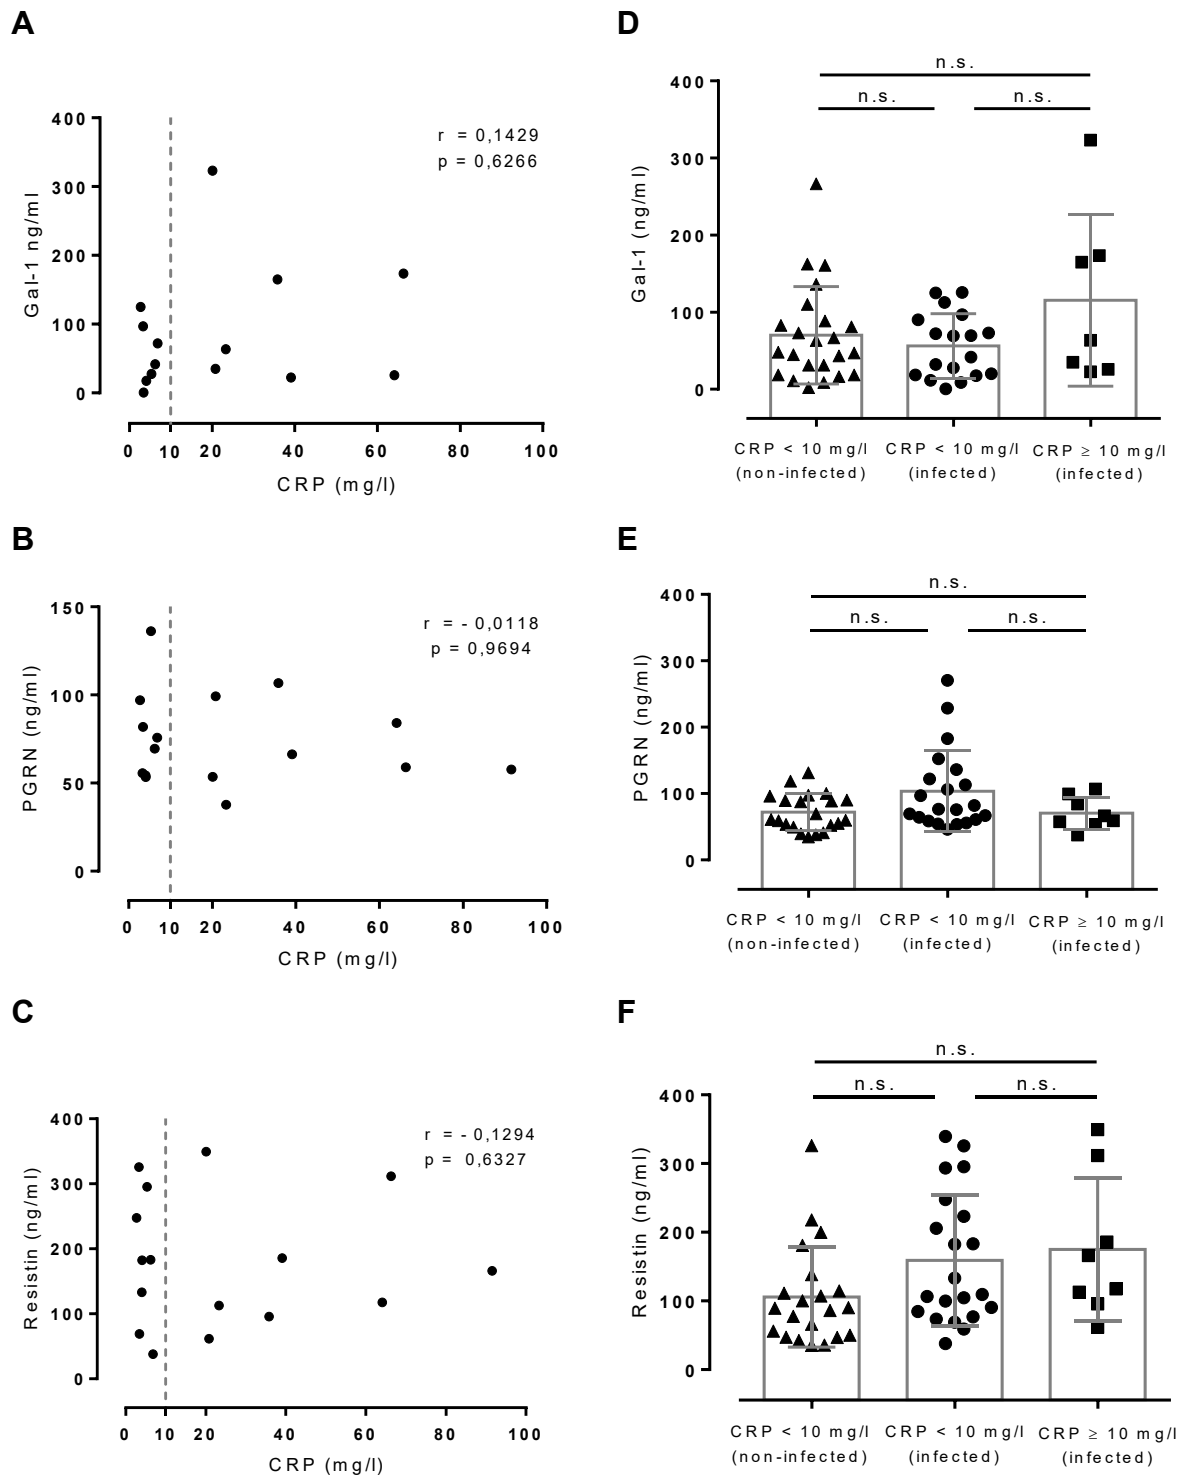 A
Gal-1 ng/ml
400
300
200
100
0
r = 0,1429
p = 0,6266
0 10 20 40 60 80 100
CRP (mg/l)
D
Gal-1 (ng/ml)
400
300
200
100
0
n.s.
n.s. n.s.
CRP < 10 mg/l CRP < 10 mg/l CRP ≥ 10 mg/l
(non-infected) (infected) (infected)
B
PGRN (ng/ml)
150
100
50
0
r = - 0,0118
p = 0,9694
0 10 20 40 60 80 100
CRP (mg/l)
E
PGRN (ng/ml)
400
300
200
100
0
n.s.
n.s. n.s.
CRP < 10 mg/l CRP < 10 mg/l CRP ≥ 10 mg/l
(non-infected) (infected) (infected)
C
Resistin (ng/ml)
400
300
200
100
0
r = - 0,1294
p = 0,6327
0 10 20 40 60 80 100
CRP (mg/l)
F
Resistin (ng/ml)
400
300
200
100
0
n.s.
n.s. n.s.
CRP < 10 mg/l CRP < 10 mg/l CRP ≥ 10 mg/l
(non-infected) (infected) (infected)